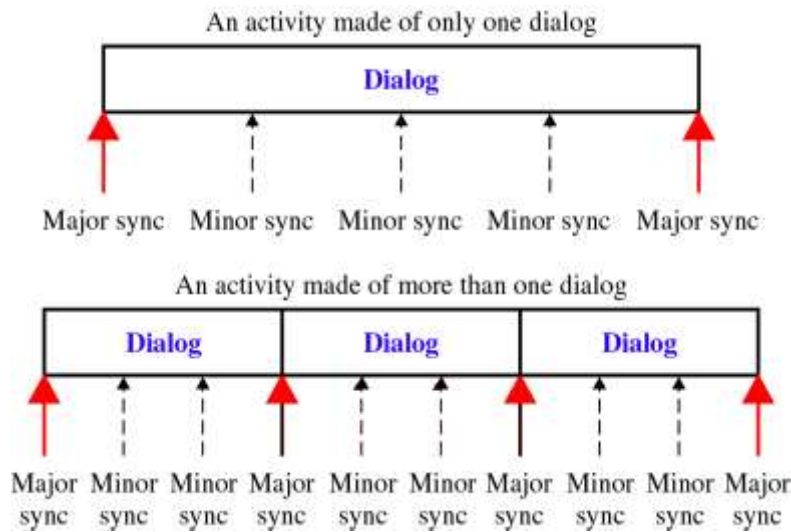 An activity made of only one dialog
Dialog
Major sync Minor sync Minor sync Minor sync Major sync
An activity made of more than one dialog
Dialog Dialog Dialog
Major Minor Minor Major Minor Minor Major Minor Minor Major
sync sync sync sync sync sync sync sync sync sync